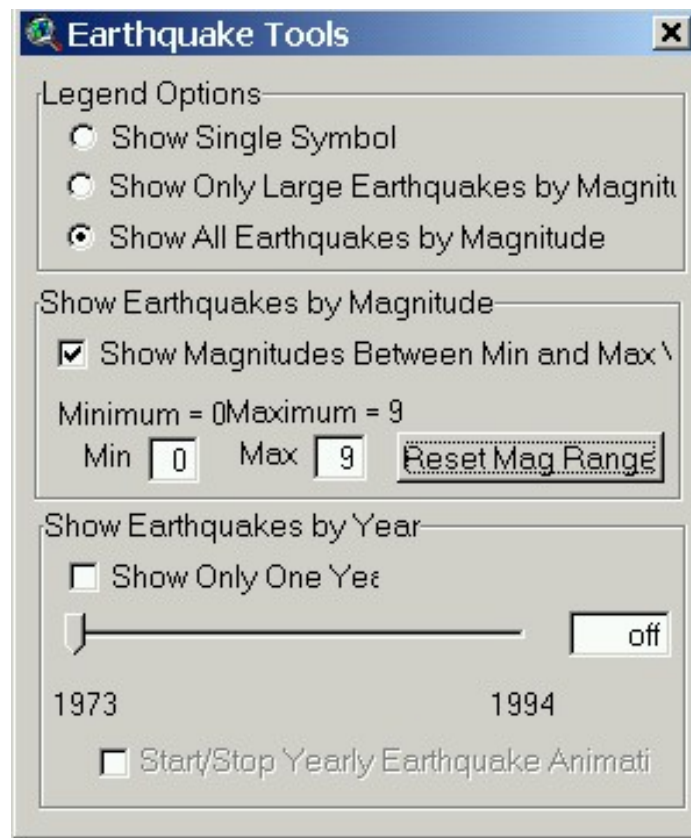 Earthquake Tools
Legend Options
Show Single Symbol
Show Only Large Earthquakes by Magnitu
Show All Earthquakes by Magnitude
Show Earthquakes by Magnitude
Show Magnitudes Between Min and Max
Minimum = 0Maximum = 9
Min 0 Max 9 Reset Mag Range
Show Earthquakes by Year
Show Only One Yea
off
1973 1994
Start/Stop Yearly Earthquake Animati